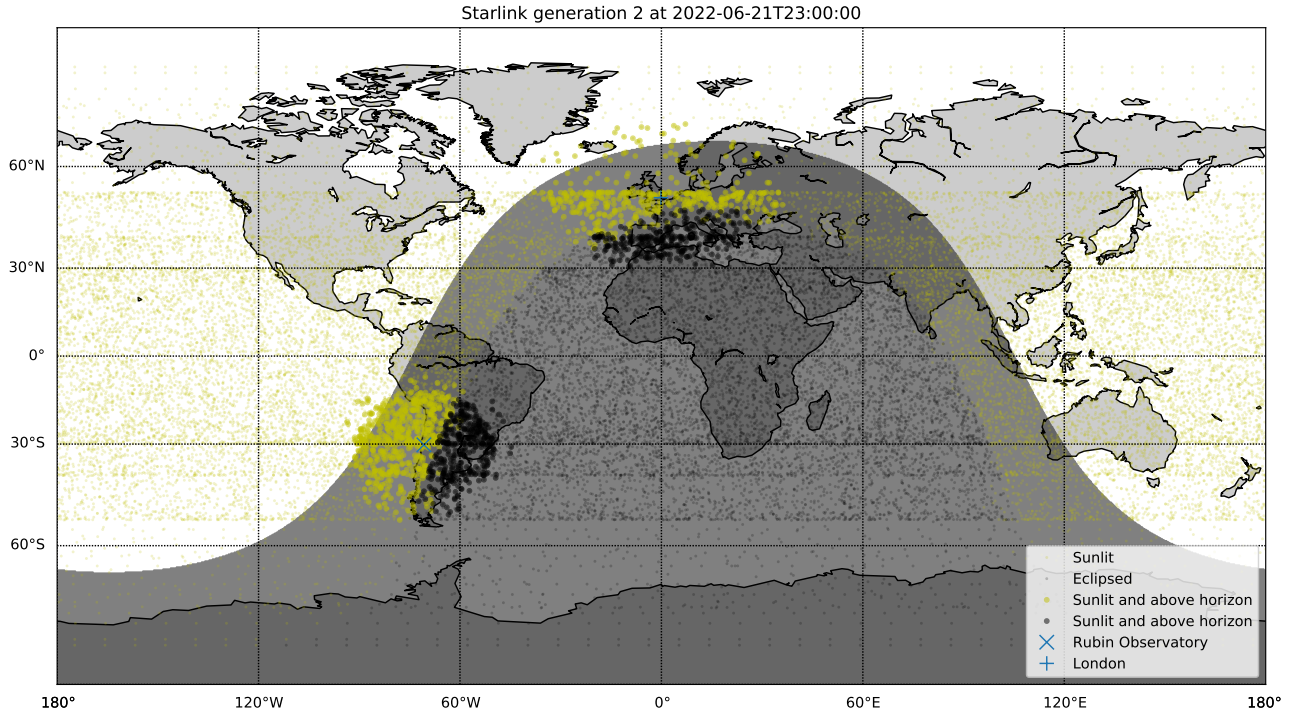 Starlink generation 2 at 2022-06-21T23:00:00
60°N
30°N
0°
30°S
60°S
Sunlit
Eclipsed
Sunlit and above horizon
Sunlit and above horizon
Rubin Observatory
London
180°
120°W
60°W
0°
60°E
120°E
180°